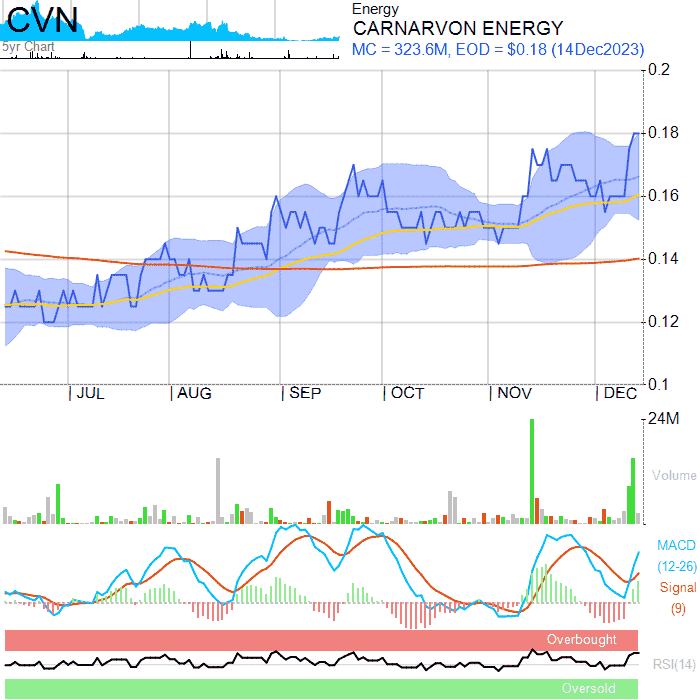 CVN
5yr Chart
Energy
CARNARVON ENERGY
MC = 323.6M, EOD = $0.18 (14Dec2023)
0.2
0.18
0.16
0.14
0.12
0.1
JUL AUG SEP OCT NOV DEC
24M
Volume
MACD
(12-26)
Signal
(9)
Overbought
RSI(14)
Oversold